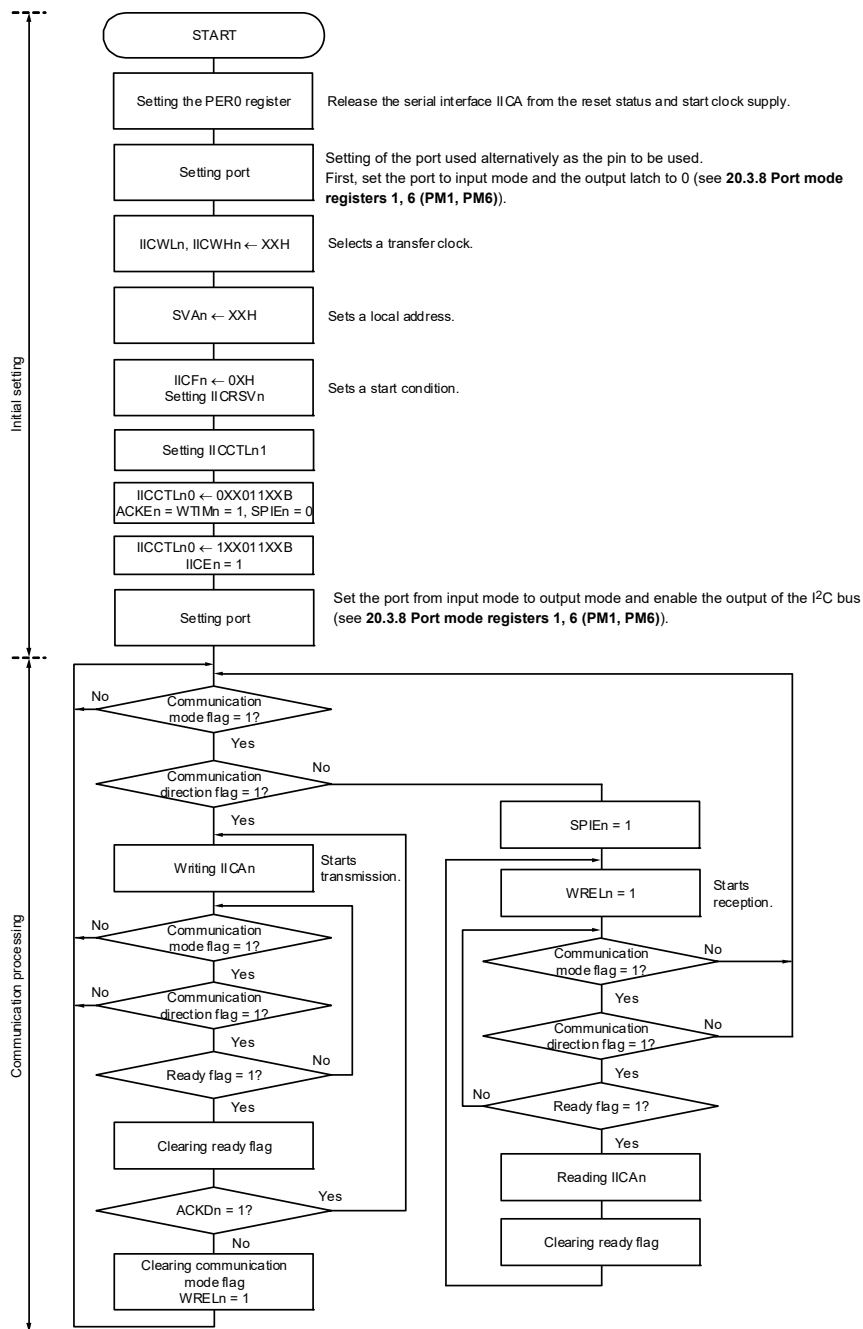 START
Setting the PER0 register
Release the serial interface IICA from the reset status and start clock supply.
Setting port
Setting of the port used alternatively as the pin to be used.
First, set the port to input mode and the output latch to 0 (see 20.3.8 Port mode
registers 1, 6 (PM1, PM6)).
IICWLn, IICWHn ← XXH
Selects a transfer clock.
SVAn ← XXH
Sets a local address.
IICFn ← 0XH
Setting IICRSVn
Sets a start condition.
Setting IICCTLn1
IICCTLn0 ← 0XX011XXB
ACKEn = WTIMn = 1, SPIEn = 0
IICCTLn0 ← 1XX011XXB
IICEn = 1
Setting port
Set the port from input mode to output mode and enable the output of the I²C bus
(see 20.3.8 Port mode registers 1, 6 (PM1, PM6)).
Initial setting
Communication processing
No
Communication
mode flag = 1?
Yes
Communication
direction flag = 1?
No
Yes
Writing IICAn
Starts
transmission.
No
Communication
mode flag = 1?
Yes
No
Communication
direction flag = 1?
Yes
Ready flag = 1?
No
Yes
Clearing ready flag
ACKDn = 1?
Yes
No
Clearing communication
mode flag
WRELn = 1
SPIEn = 1
WRELn = 1
Starts
reception.
Communication
mode flag = 1?
No
Yes
Communication
direction flag = 1?
No
Yes
No
Ready flag = 1?
Yes
Reading IICAn
Clearing ready flag